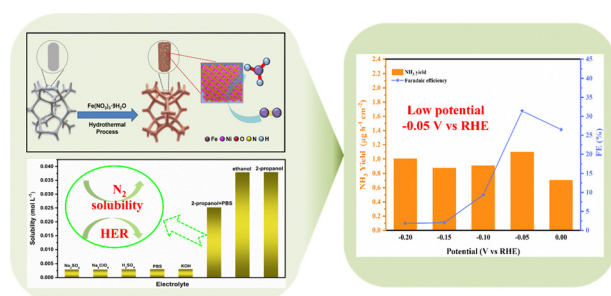 Fe(NO₃)₃·9H₂O
Hydrothermal
Process
Fe Ni O N H
Solubility (mol L⁻¹)
0.040
0.035
0.030
0.025
0.020
0.015
0.010
0.005
0.000
N₂
solubility
HER
ethanol 2-propanol
2-propanol+PBS
Na₂SO₄ H₂SO₄ PBS KOH
Electrolyte
NH₃ yield
Faradaic efficiency
Low potential
-0.05 V vs RHE
NH₃ Yield (μg h⁻¹ cm⁻²)
2.4
2.2
2.0
1.8
1.6
1.4
1.2
1.0
0.8
0.6
0.4
0.2
0.0
45
40
35
30
25
20
15
10
5
0
FE (%)
-0.20 -0.15 -0.10 -0.05 0.00
Potential (V vs RHE)